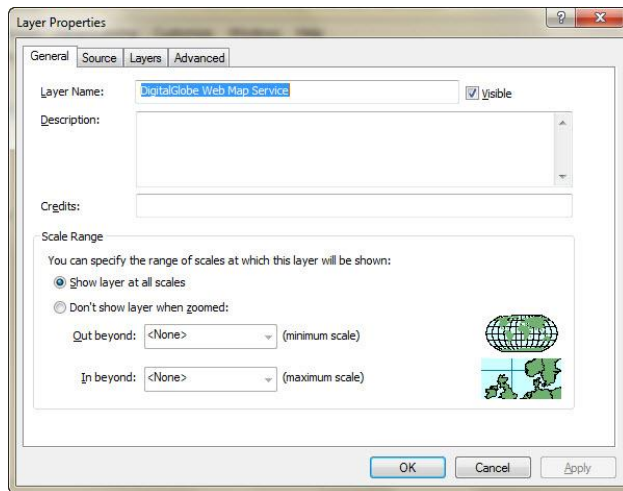 Layer Properties
General Source Layers Advanced
Layer Name: DigitalGlobe Web Map Service Visible
Description:
Credits:
Scale Range
You can specify the range of scales at which this layer will be shown:
Show layer at all scales
Don't show layer when zoomed:
Out beyond: <None> (minimum scale)
In beyond: <None> (maximum scale)
OK Cancel Apply